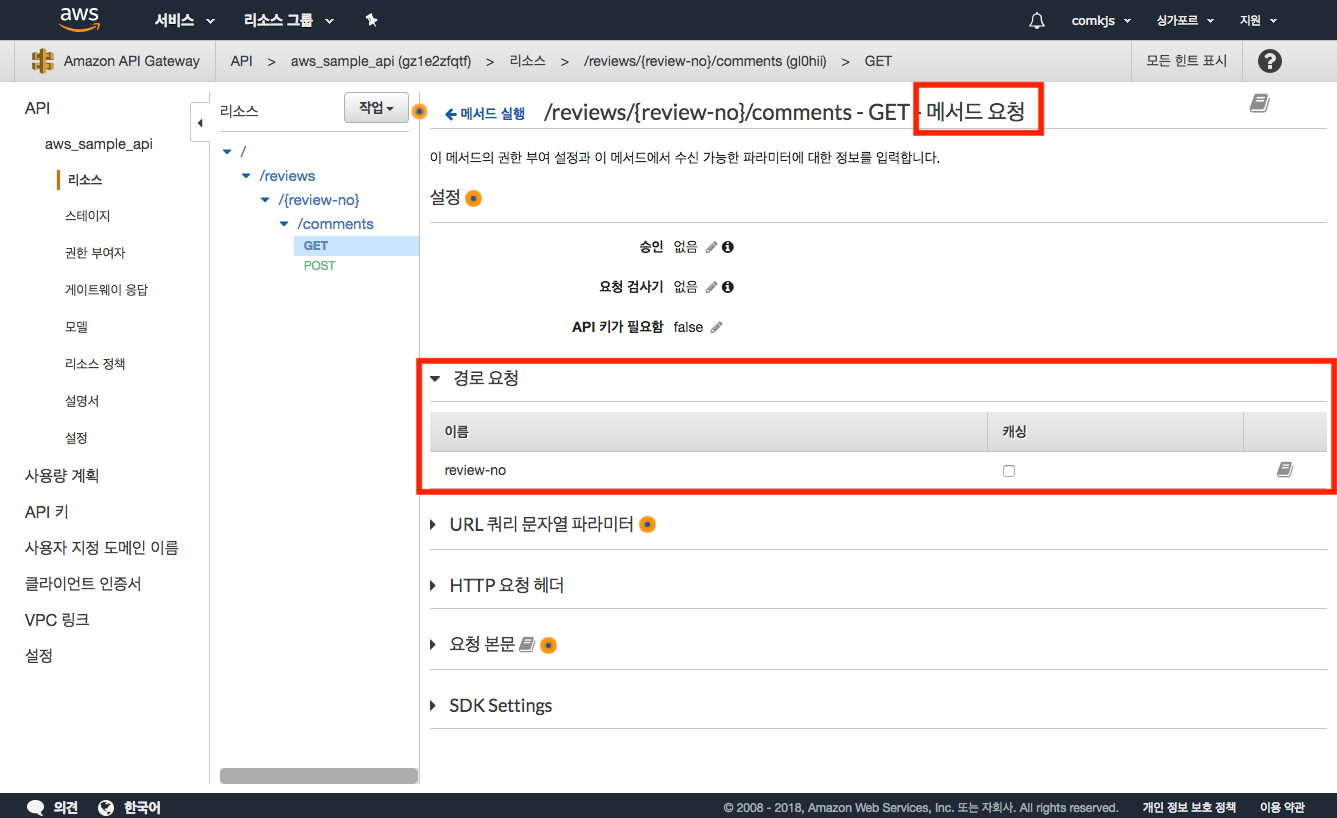 aws 서비스 리소스 그룹 comkjs 싱가포르 지원
Amazon API Gateway API > aws_sample_api (gz1e2zfqtf) > 리소스 > /reviews/{review-no}/comments (gl0hii) > GET 모든 힌트 표시 ?
API
aws_sample_api
리소스
스테이지
권한 부여자
게이트웨이 응답
모델
리소스 정책
설명서
설정
사용량 계획
API 키
사용자 지정 도메인 이름
클라이언트 인증서
VPC 링크
설정
리소스 작업
/
/reviews
/{review-no}
/comments
GET
POST
메서드 실행 /reviews/{review-no}/comments - GET - 메서드 요청
이 메서드의 권한 부여 설정과 이 메서드에서 수신 가능한 파라미터에 대한 정보를 입력합니다.
설정
승인 없음
요청 검사기 없음
API 키가 필요함 false
경로 요청
이름 캐싱
review-no
URL 쿼리 문자열 파라미터
HTTP 요청 헤더
요청 본문
SDK Settings
의견 한국어 © 2008 - 2018, Amazon Web Services, Inc. 또는 자회사. All rights reserved. 개인 정보 보호 정책 이용 약관